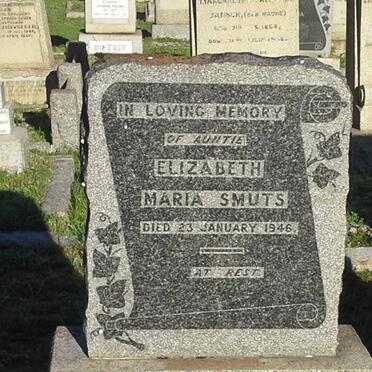 IN LOVING MEMORY
OF AUNTIE
ELIZABETH
MARIA SMUTS
DIED 23 JANUARY 1946.
AT REST